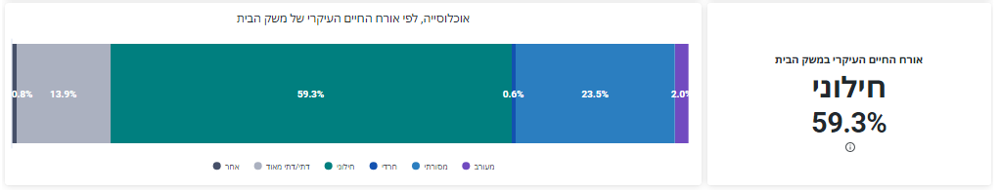 אוכלוסייה, לפי אורח החיים העיקרי של משק הבית
0.8% 13.9% 59.3% 0.6% 23.5% 2.0%
מעורב מסורתי חרדי חילוני דתי/דתי מאוד אחר
אורח החיים העיקרי במשק הבית
חילוני
59.3%